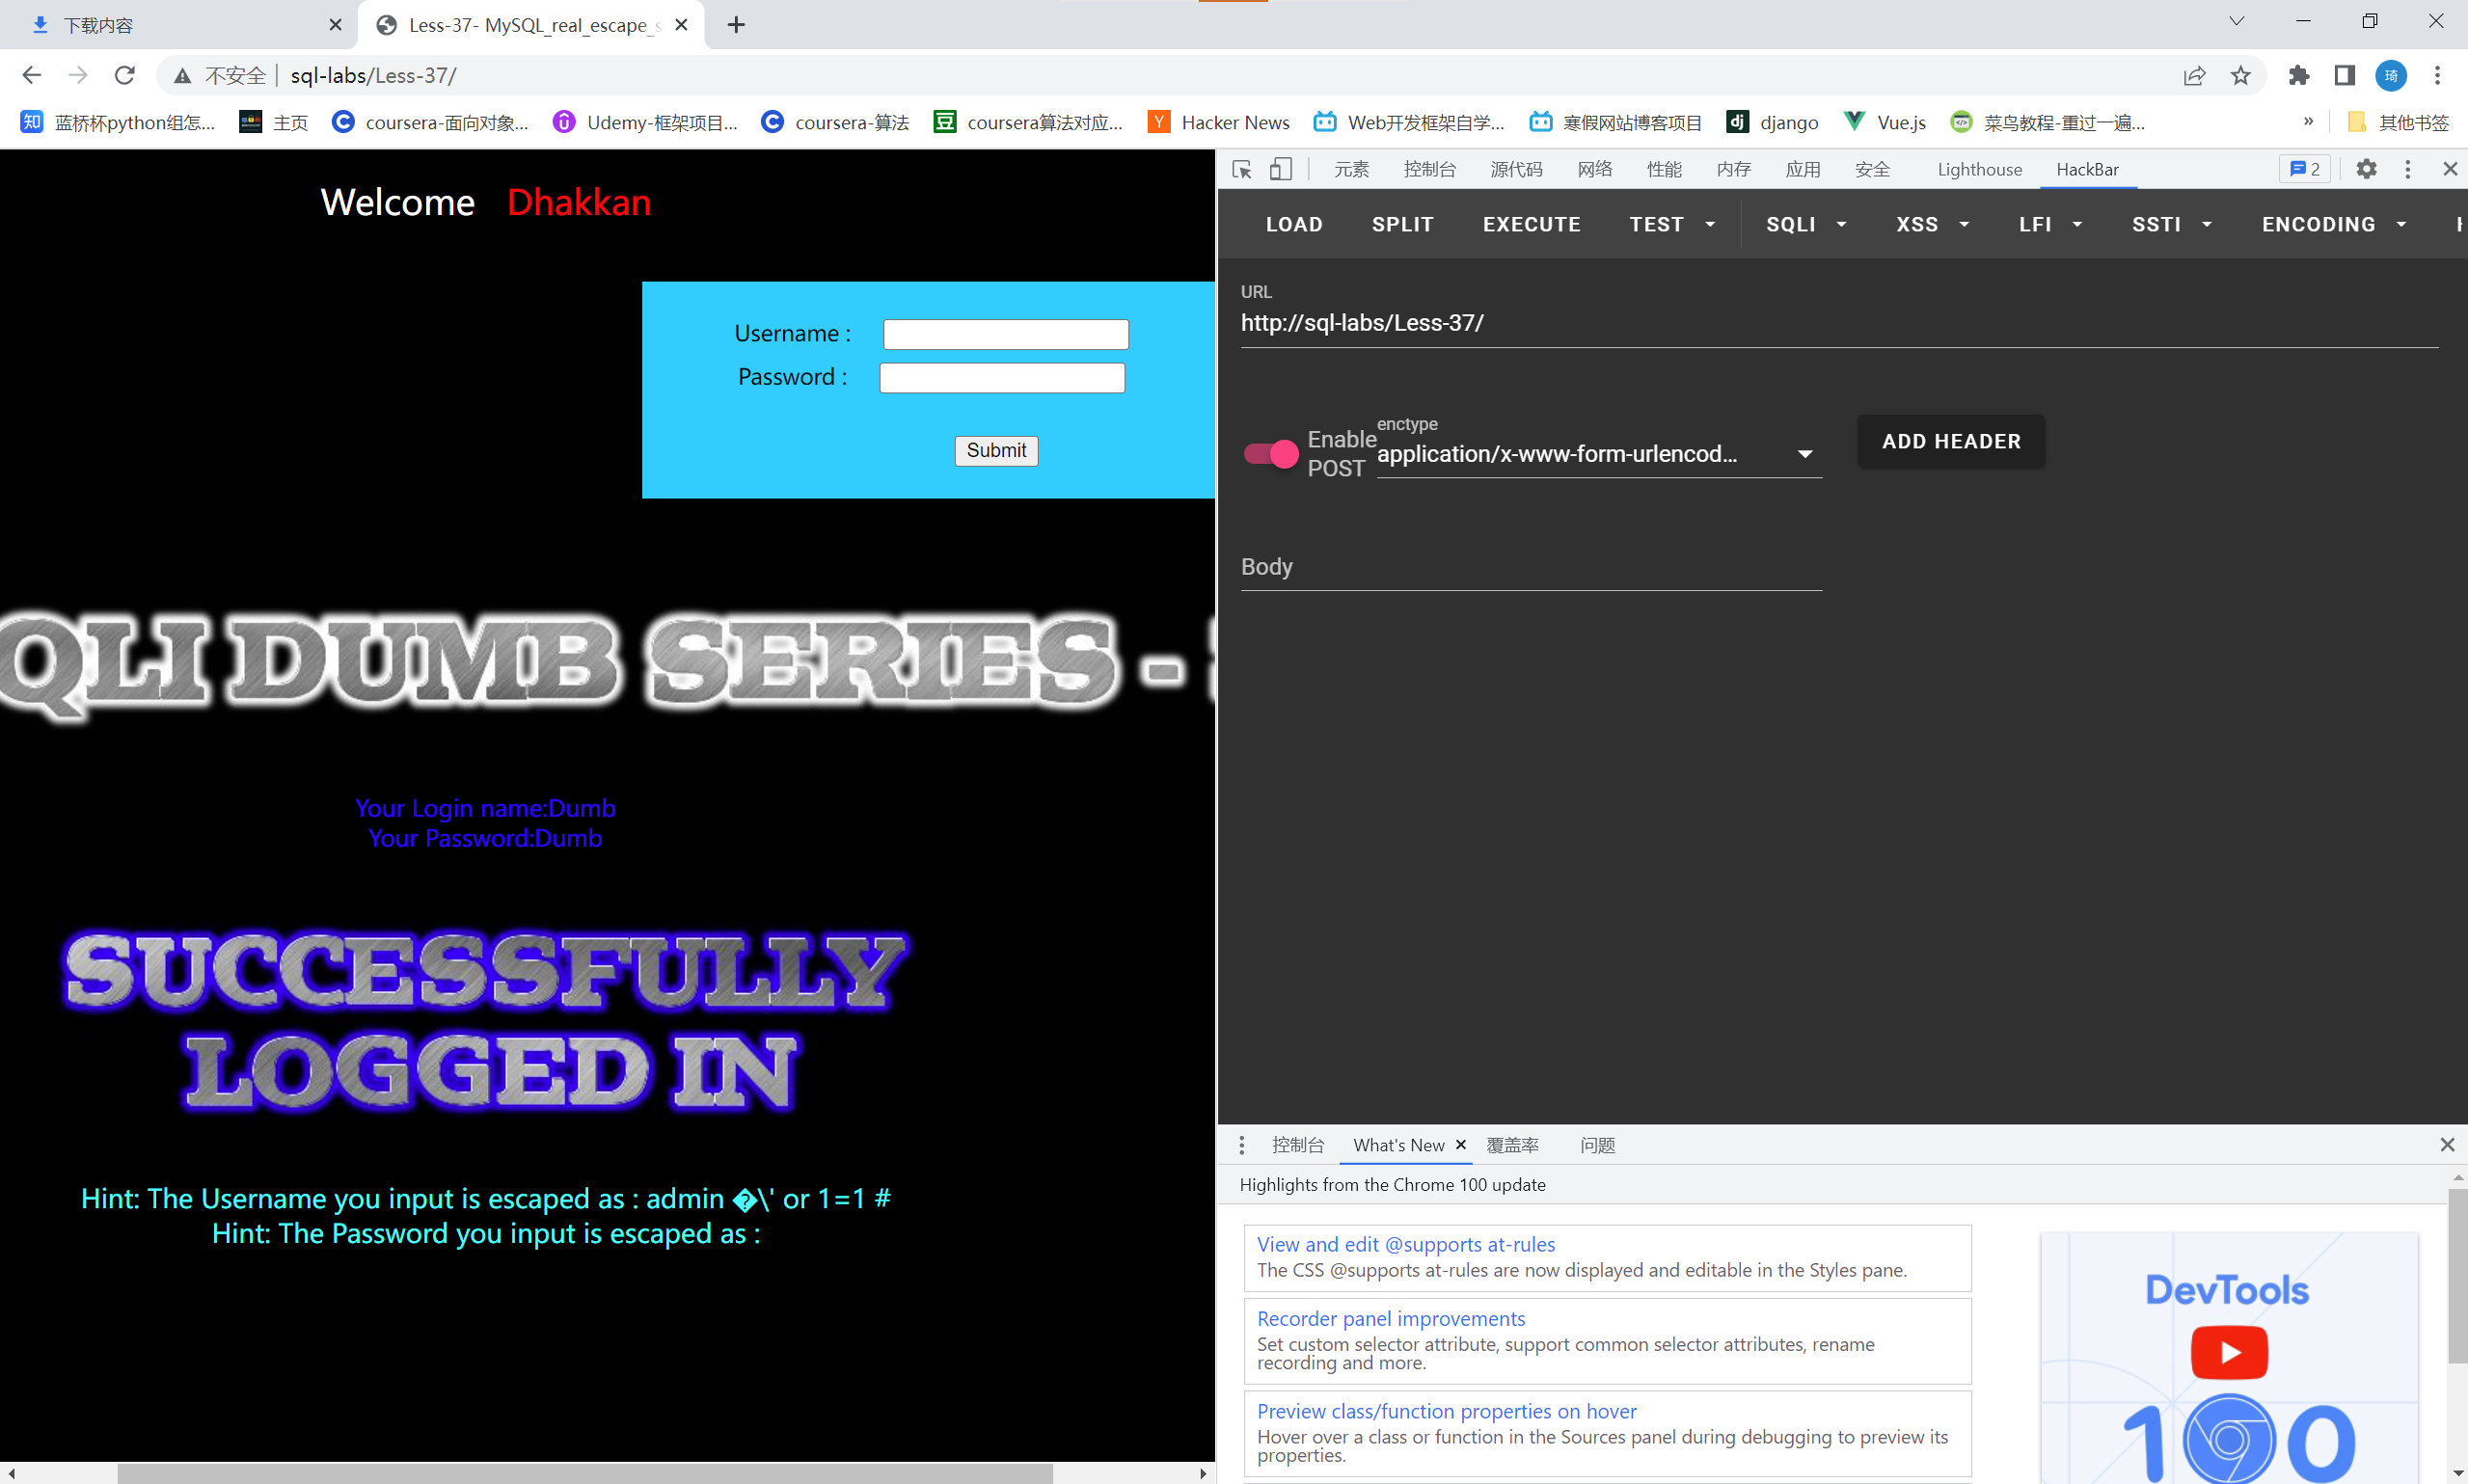 下载内容
Less-37- MySQL_real_escape_s
不安全
sql-labs/Less-37/
琦
知 蓝桥杯python组怎...
主页
coursera-面向对象...
Udemy-框架项目...
coursera-算法
豆 coursera算法对应...
Y Hacker News
Web开发框架自学...
寒假网站博客项目
dj django
Vue.js
菜鸟教程-重过一遍...
»
其他书签
Welcome Dhakkan
Username :
Password :
Submit
QLI DUMB SERIES -
Your Login name:Dumb
Your Password:Dumb
SUCCESSFULLY
LOGGED IN
Hint: The Username you input is escaped as : admin �\' or 1=1 #
Hint: The Password you input is escaped as :
元素 控制台 源代码 网络 性能 内存 应用 安全 Lighthouse HackBar
2
LOAD SPLIT EXECUTE TEST SQLI XSS LFI SSTI ENCODING
URL
http://sql-labs/Less-37/
Enable
POST
enctype
application/x-www-form-urlencod...
ADD HEADER
Body
控制台 What's New 覆盖率 问题
Highlights from the Chrome 100 update
View and edit @supports at-rules
The CSS @supports at-rules are now displayed and editable in the Styles pane.
Recorder panel improvements
Set custom selector attribute, support common selector attributes, rename
recording and more.
Preview class/function properties on hover
Hover over a class or function in the Sources panel during debugging to preview its
properties.
DevTools
100